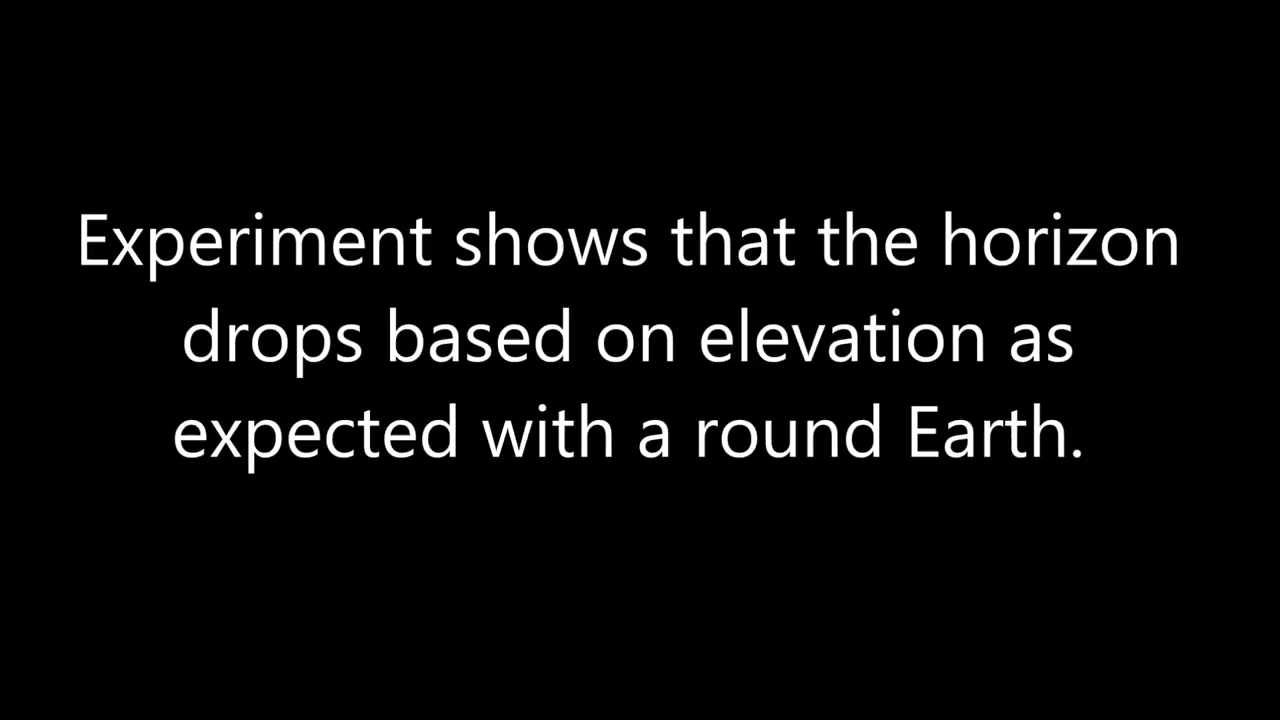 Experiment shows that the horizon
drops based on elevation as
expected with a round Earth.